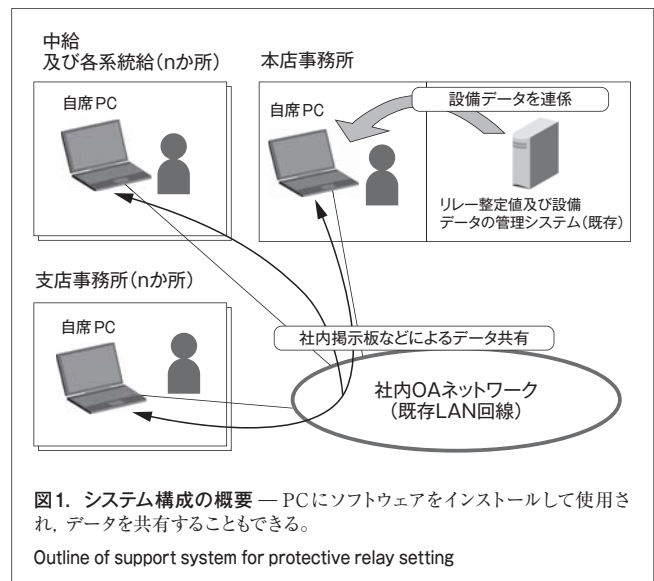 中給
及び各系統給(nか所)
自席PC
本店事務所
自席PC
設備データを連係
リレー整定値及び設備
データの管理システム(既存)
支店事務所(nか所)
自席PC
社内掲示板などによるデータ共有
社内OAネットワーク
(既存LAN回線)
図1. システム構成の概要 — PCにソフトウェアをインストールして使用さ
れ,データを共有することもできる。
Outline of support system for protective relay setting